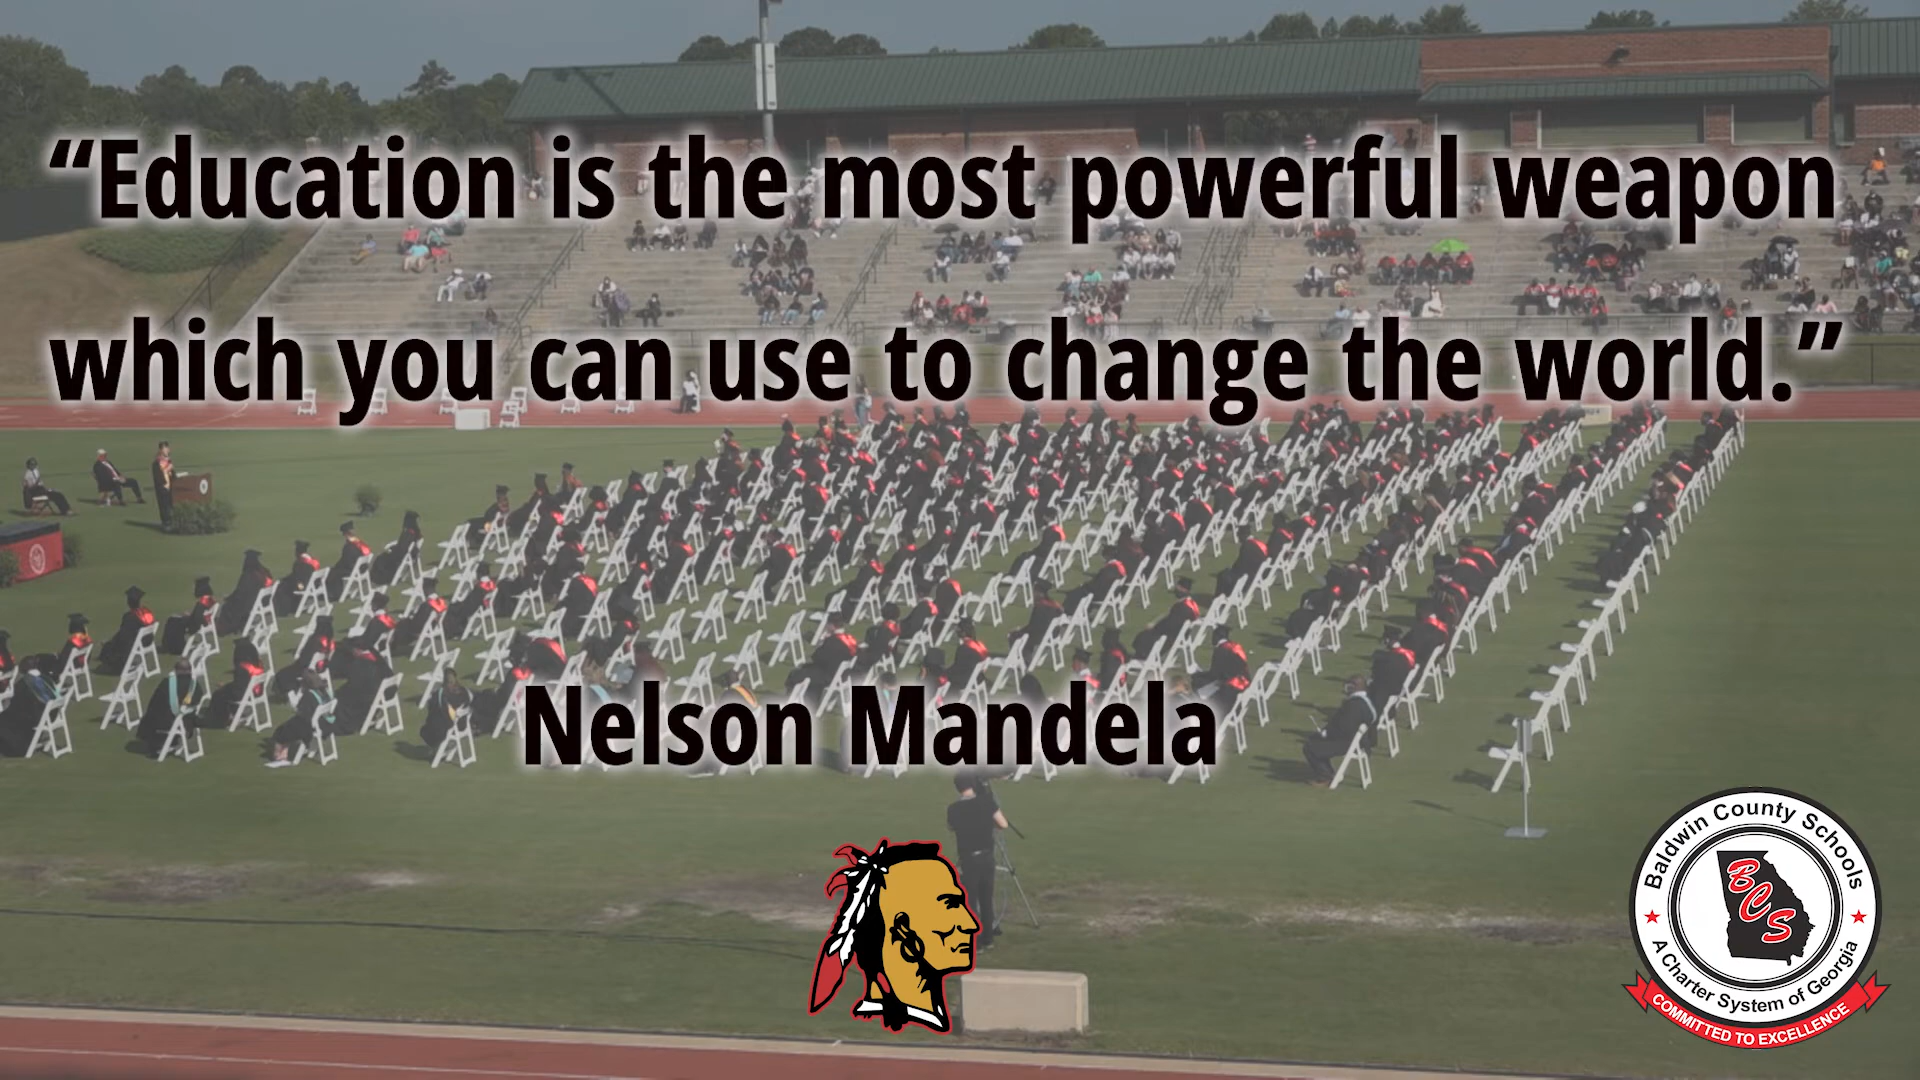 “Education is the most powerful weapon
which you can use to change the world.”
Nelson Mandela
Baldwin County Schools
BCS
A Charter System of Georgia
COMMITTED TO EXCELLENCE